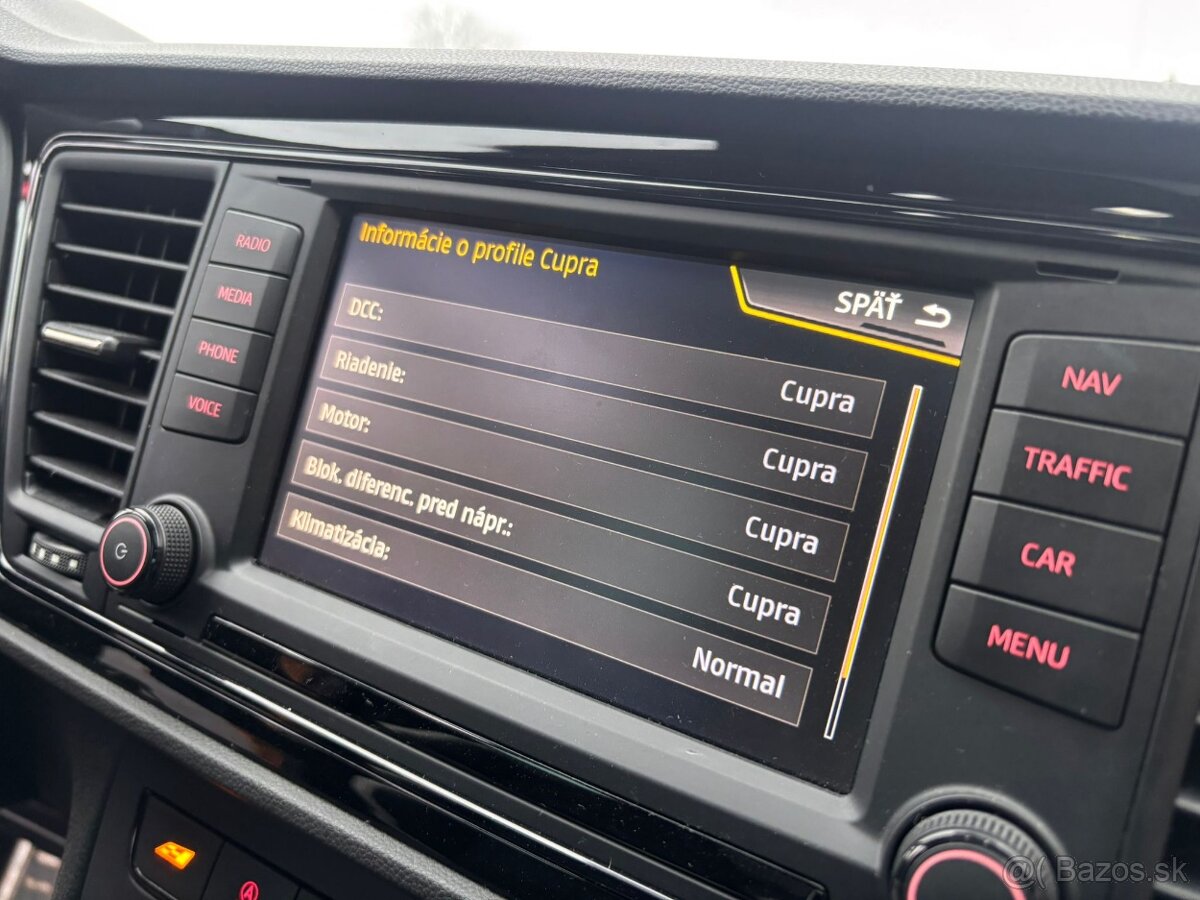 RADIO
MEDIA
PHONE
VOICE
Informácie o profile Cupra
SPÄŤ
DCC:
Cupra
Riadenie:
Cupra
Motor:
Cupra
Blok. diferenc. pred nápr.:
Cupra
Klimatizácia:
Normal
NAV
TRAFFIC
CAR
MENU
A
Bazos.sk